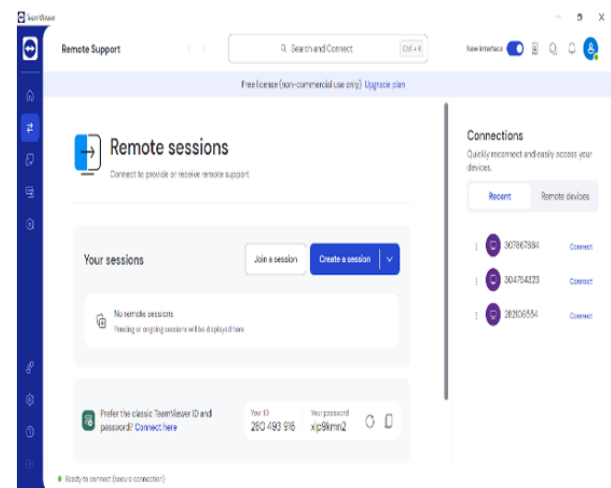 TeamViewer
Remote Support
Search and Connect
Ctrl + K
New interface
Free license (non-commercial use only) Upgrade plan
Remote sessions
Connect to provide or receive remote support.
Your sessions
Join a session
Create a session
No remote sessions
Pending or ongoing sessions will be displayed here
Prefer the classic TeamViewer ID and
password? Connect here
Your ID
280 493 916
Your password
xip9kmn2
Connections
Quickly reconnect and easily access your
devices.
Recent
Remote devices
307867884
Connect
304754323
Connect
282108554
Connect
Ready to connect (secure connection)